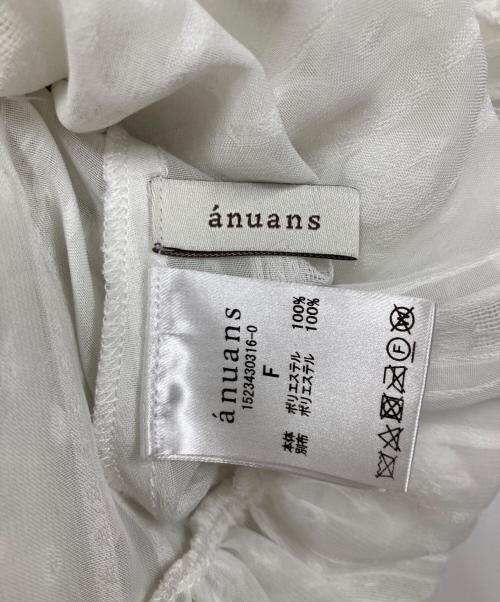 ánuans
ánuans
1523430316-0
F
本体 ポリエステル 100%
別布 ポリエステル 100%
F
W